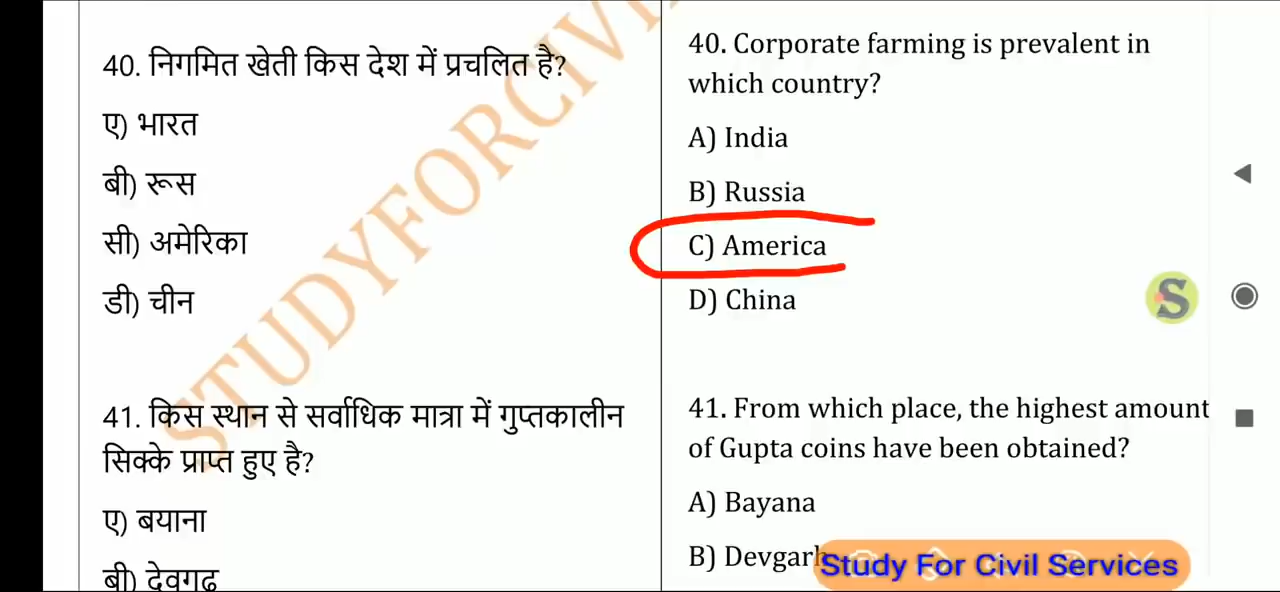 40. निगमित खेती किस देश में प्रचलित है?
ए) भारत
बी) रूस
सी) अमेरिका
डी) चीन
41. किस स्थान से सर्वाधिक मात्रा में गुप्तकालीन
सिक्के प्राप्त हुए है?
ए) बयाना
बी) देवगढ़
40. Corporate farming is prevalent in
which country?
A) India
B) Russia
C) America
D) China
41. From which place, the highest amount
of Gupta coins have been obtained?
A) Bayana
B) Devgarh
STUDYFORCIVI
S
Study For Civil Services